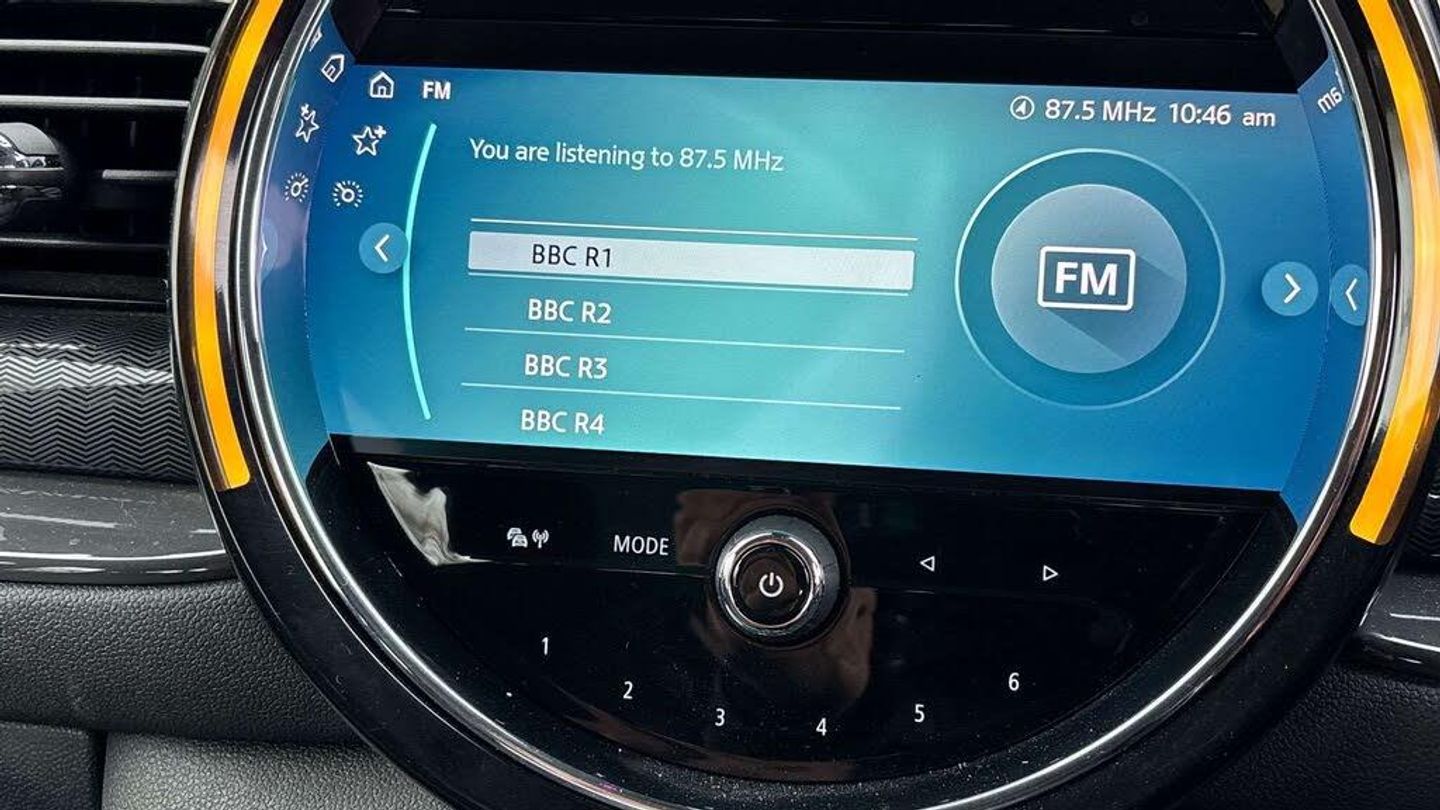 FM
87.5 MHz 10:46 am
You are listening to 87.5 MHz
BBC R1
BBC R2
BBC R3
BBC R4
FM
MODE
1
2
3
4
5
6